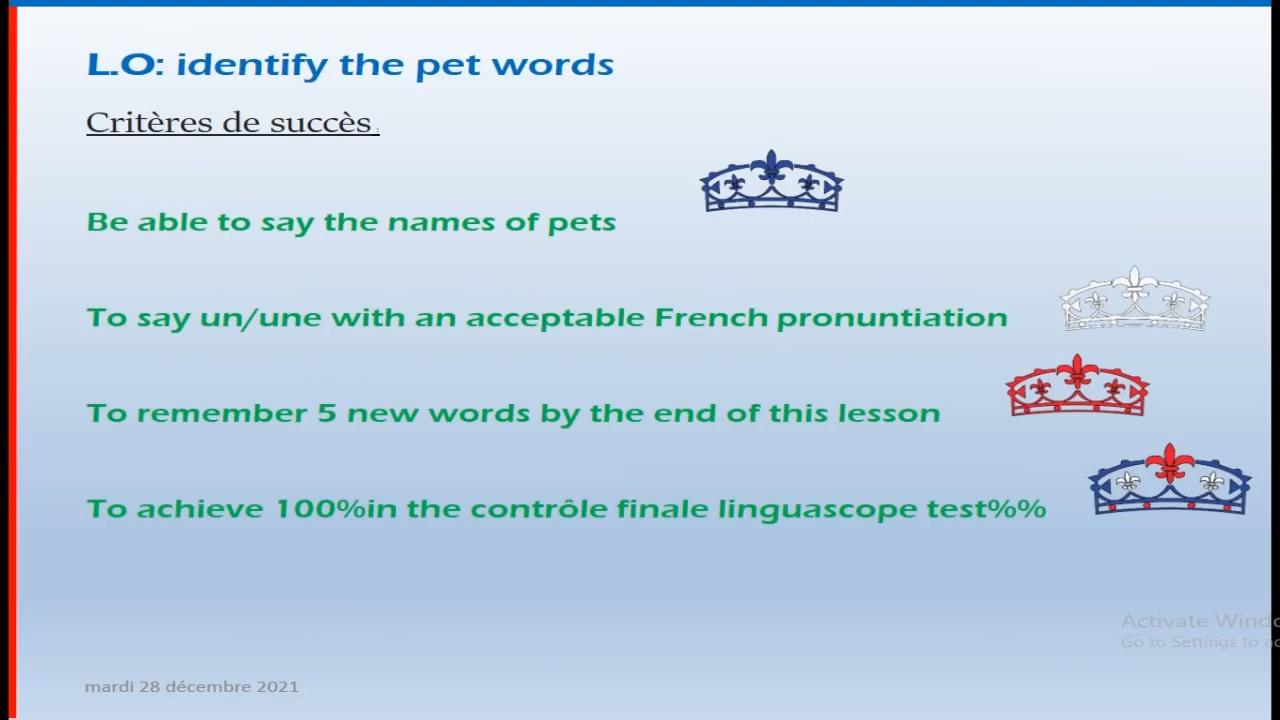 L.O: identify the pet words
Critères de succès :
Be able to say the names of pets
To say un/une with an acceptable French pronuntiation
To remember 5 new words by the end of this lesson
To achieve 100%in the contrôle finale linguascope test%%
Activate Windo
Go to Settings to ac
mardi 28 décembre 2021